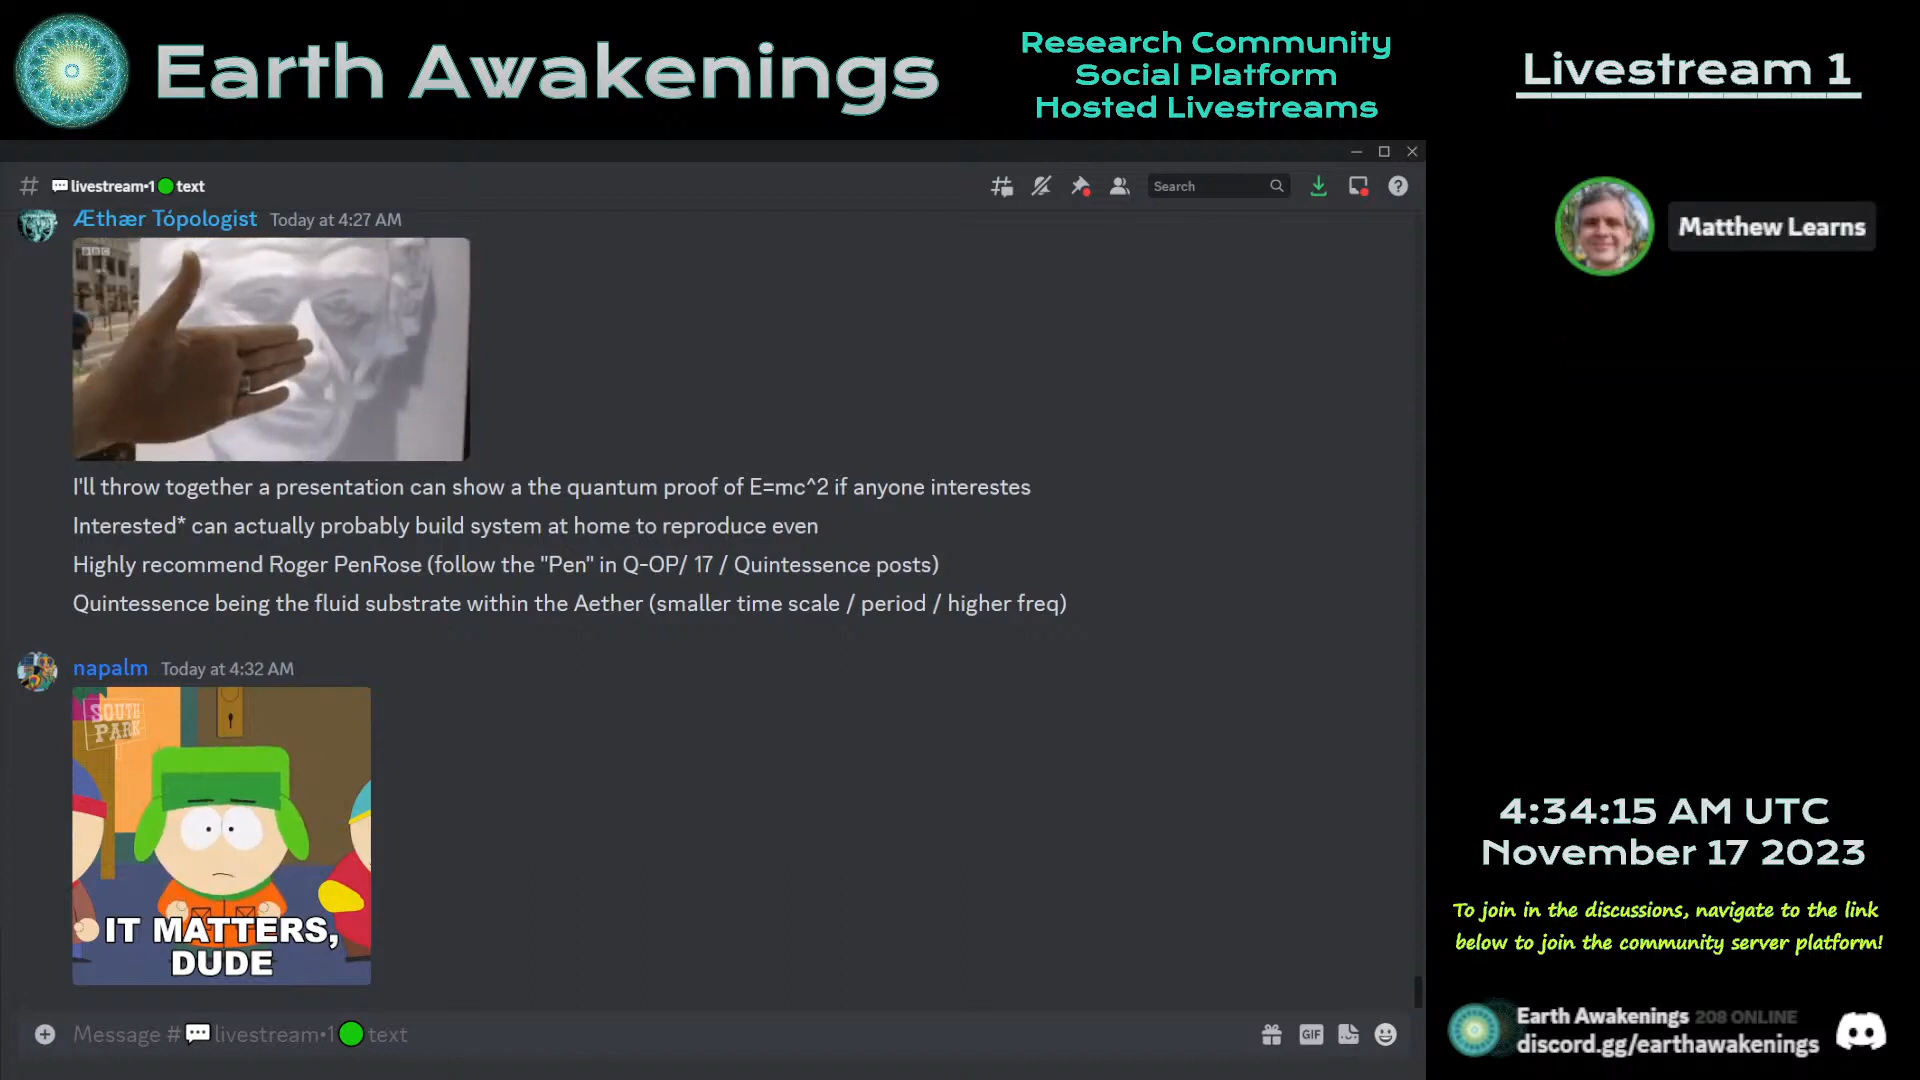 Earth Awakenings
Research Community
Social Platform
Hosted Livestreams
Livestream 1
livestream•1 text
Search
Æthær Tópologist Today at 4:27 AM
BBC
I'll throw together a presentation can show a the quantum proof of E=mc^2 if anyone interestes
Interested* can actually probably build system at home to reproduce even
Highly recommend Roger PenRose (follow the "Pen" in Q-OP/ 17 / Quintessence posts)
Quintessence being the fluid substrate within the Aether (smaller time scale / period / higher freq)
napalm Today at 4:32 AM
SOUTH
PARK
IT MATTERS,
DUDE
Message # livestream•1 text
GIF
Matthew Learns
4:34:15 AM UTC
November 17 2023
To join in the discussions, navigate to the link
below to join the community server platform!
Earth Awakenings 208 ONLINE
discord.gg/earthawakenings